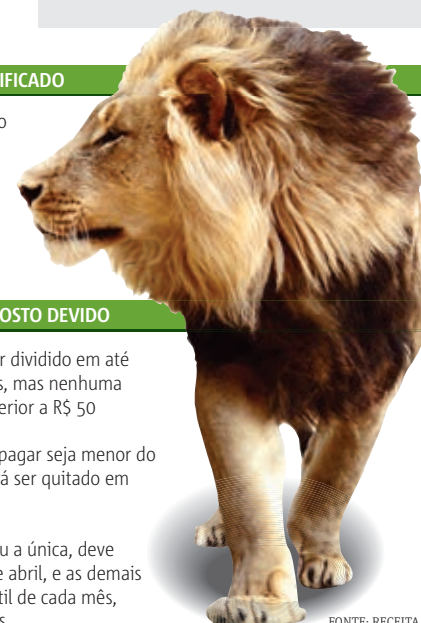 IFICADO
o
OSTO DEVIDO
r dividido em até
s, mas nenhuma
erior a R$ 50
pagar seja menor do
á ser quitado em
u a única, deve
e abril, e as demais
til de cada mês,
s
FONTE: RECEITA